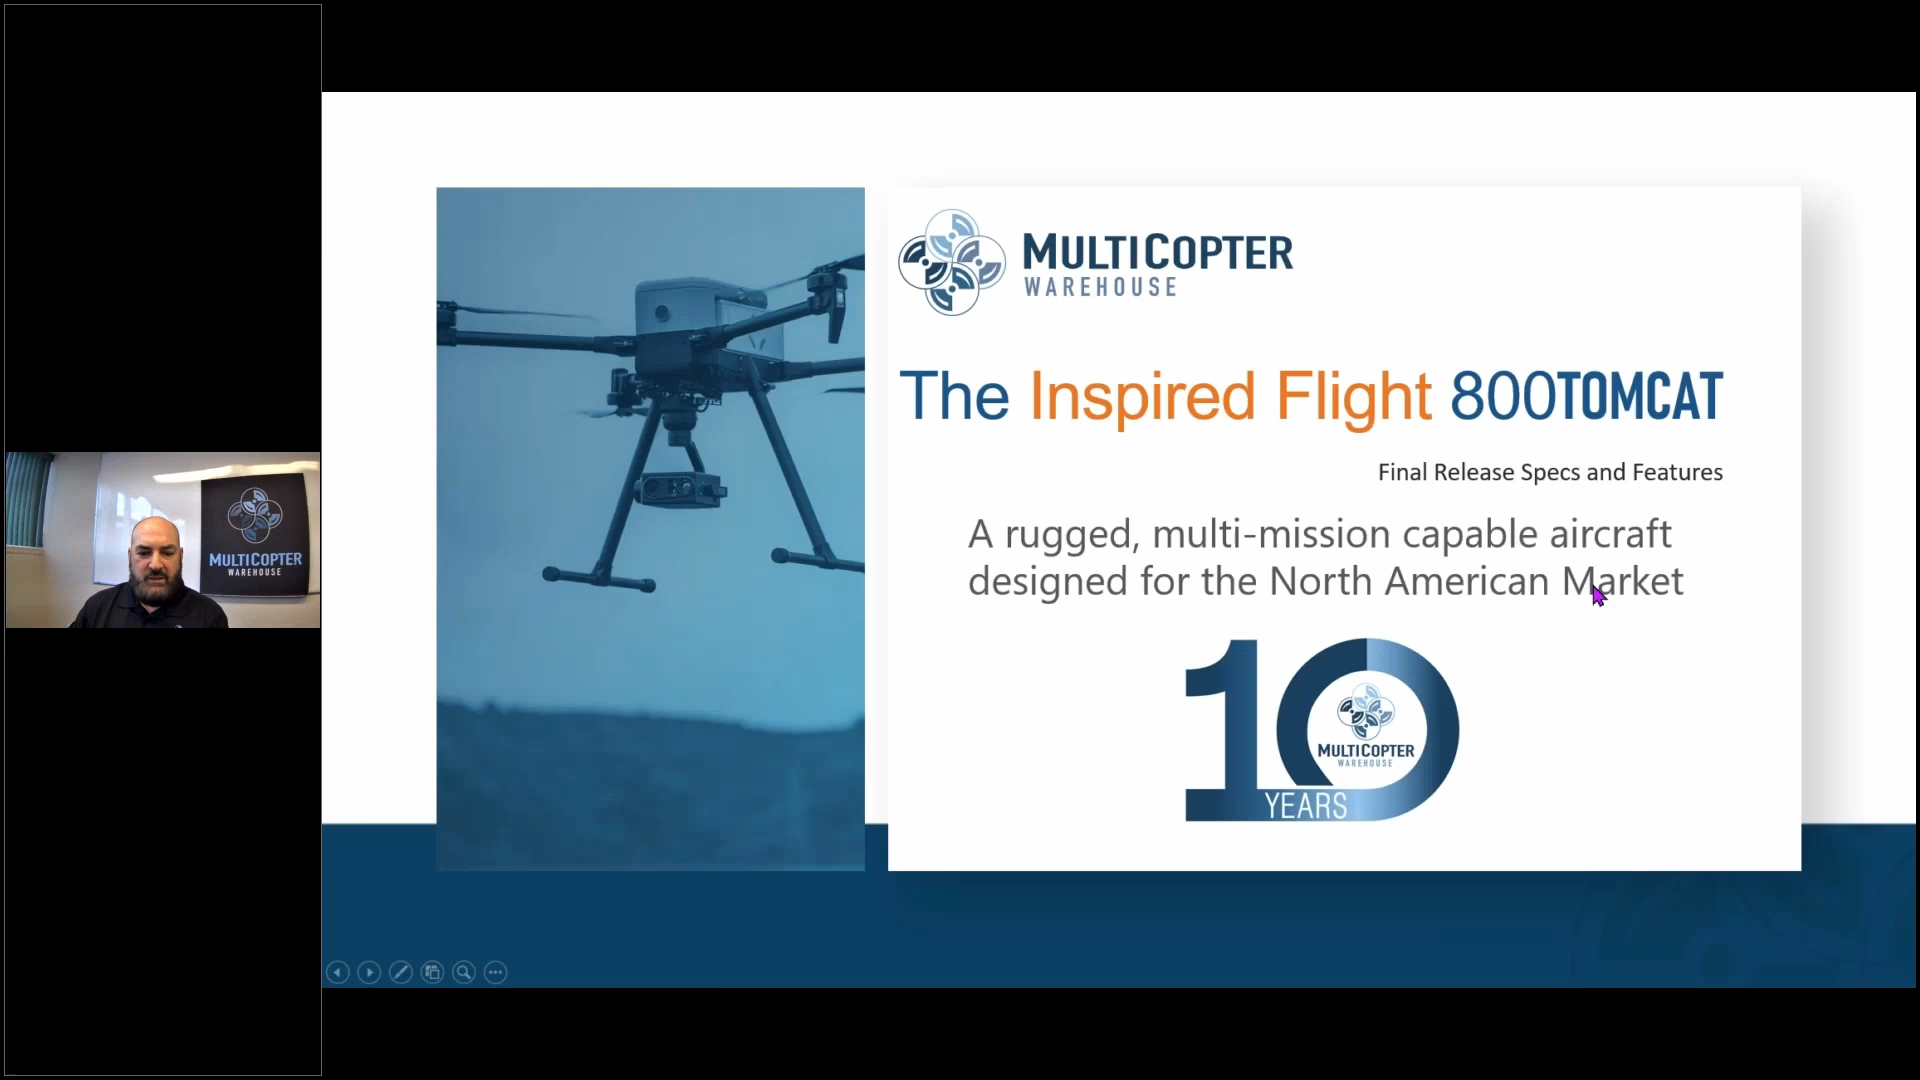 MULTICOPTER
WAREHOUSE
MULTICOPTER
WAREHOUSE
The Inspired Flight 800TOMCAT
Final Release Specs and Features
A rugged, multi-mission capable aircraft
designed for the North American Market
10
MULTICOPTER
WAREHOUSE
YEARS